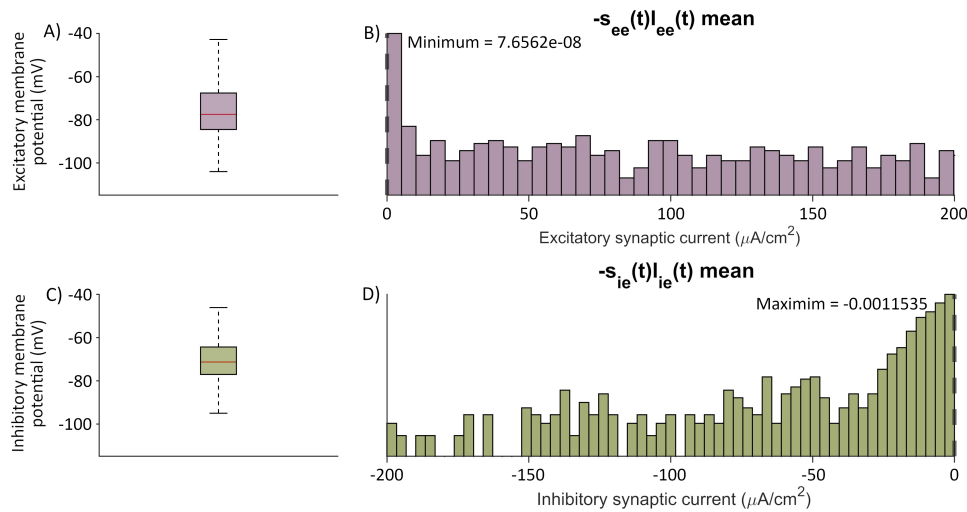 A)
Excitatory membrane
potential (mV)
-40
-60
-80
-100
B)
-s_ee(t)I_ee(t) mean
Minimum = 7.6562e-08
0
50
100
150
200
Excitatory synaptic current (μA/cm²)
C)
Inhibitory membrane
potential (mV)
-40
-60
-80
-100
D)
-s_ie(t)I_ie(t) mean
Maximim = -0.0011535
-200
-150
-100
-50
0
Inhibitory synaptic current (μA/cm²)